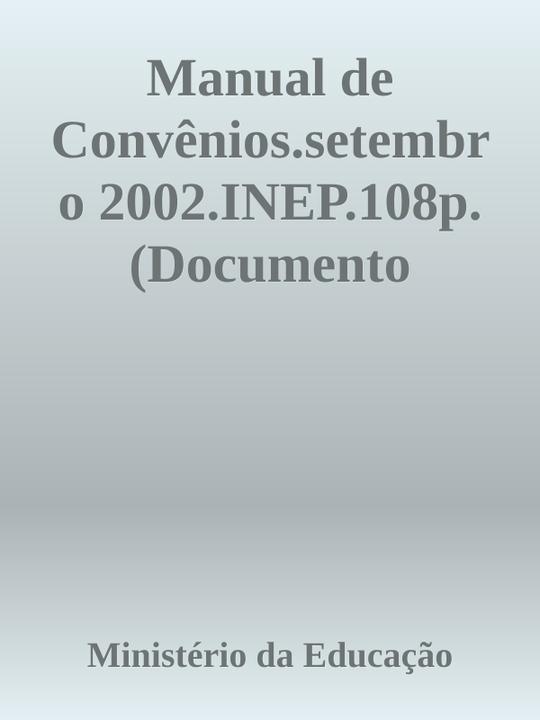 Manual de
Convênios.setembr
o 2002.INEP.108p.
(Documento
Ministério da Educação